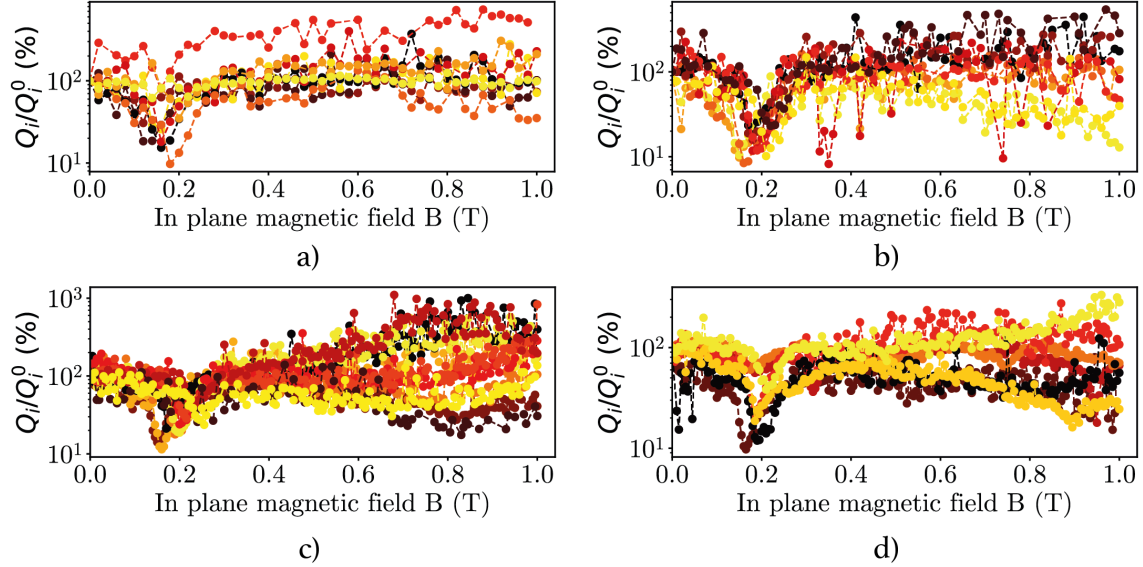 Q_i/Q_i^0 (%)
10^2
10^1
0.0 0.2 0.4 0.6 0.8 1.0
In plane magnetic field B (T)
a)
Q_i/Q_i^0 (%)
10^2
10^1
0.0 0.2 0.4 0.6 0.8 1.0
In plane magnetic field B (T)
b)
Q_i/Q_i^0 (%)
10^3
10^2
10^1
0.0 0.2 0.4 0.6 0.8 1.0
In plane magnetic field B (T)
c)
Q_i/Q_i^0 (%)
10^2
10^1
0.0 0.2 0.4 0.6 0.8 1.0
In plane magnetic field B (T)
d)